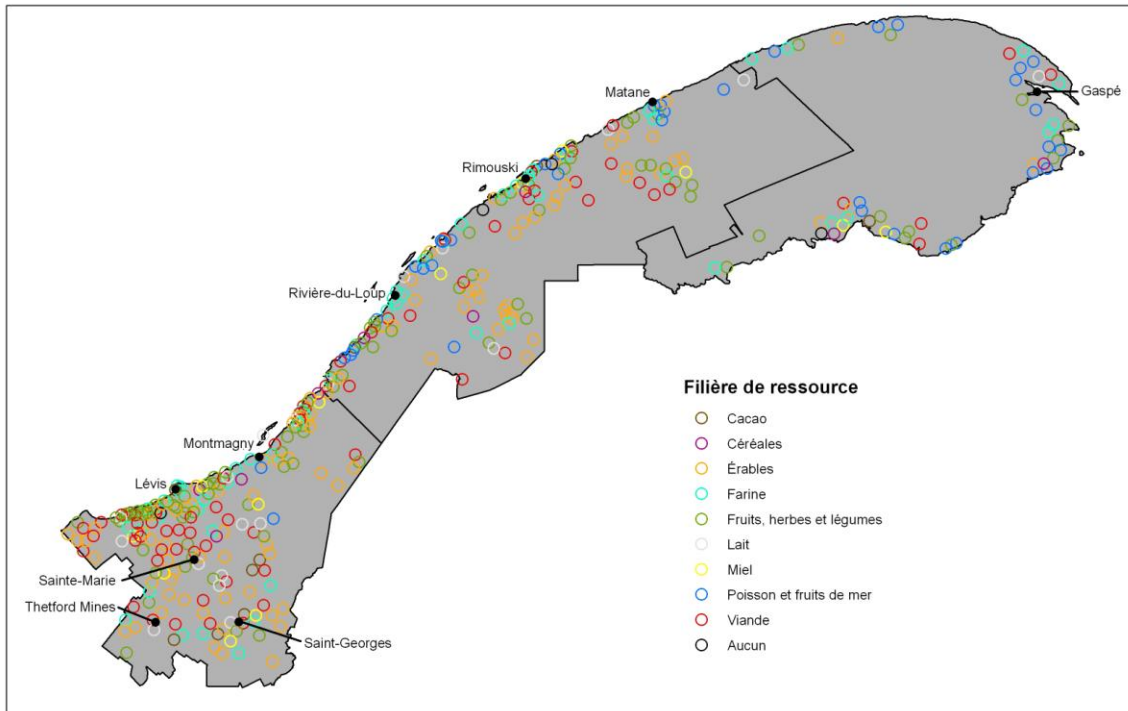 Matane
Gaspé
Rimouski
Rivière-du-Loup
Montmagny
Lévis
Sainte-Marie
Thetford Mines
Saint-Georges
Filière de ressource
Cacao
Céréales
Érables
Farine
Fruits, herbes et légumes
Lait
Miel
Poisson et fruits de mer
Viande
Aucun